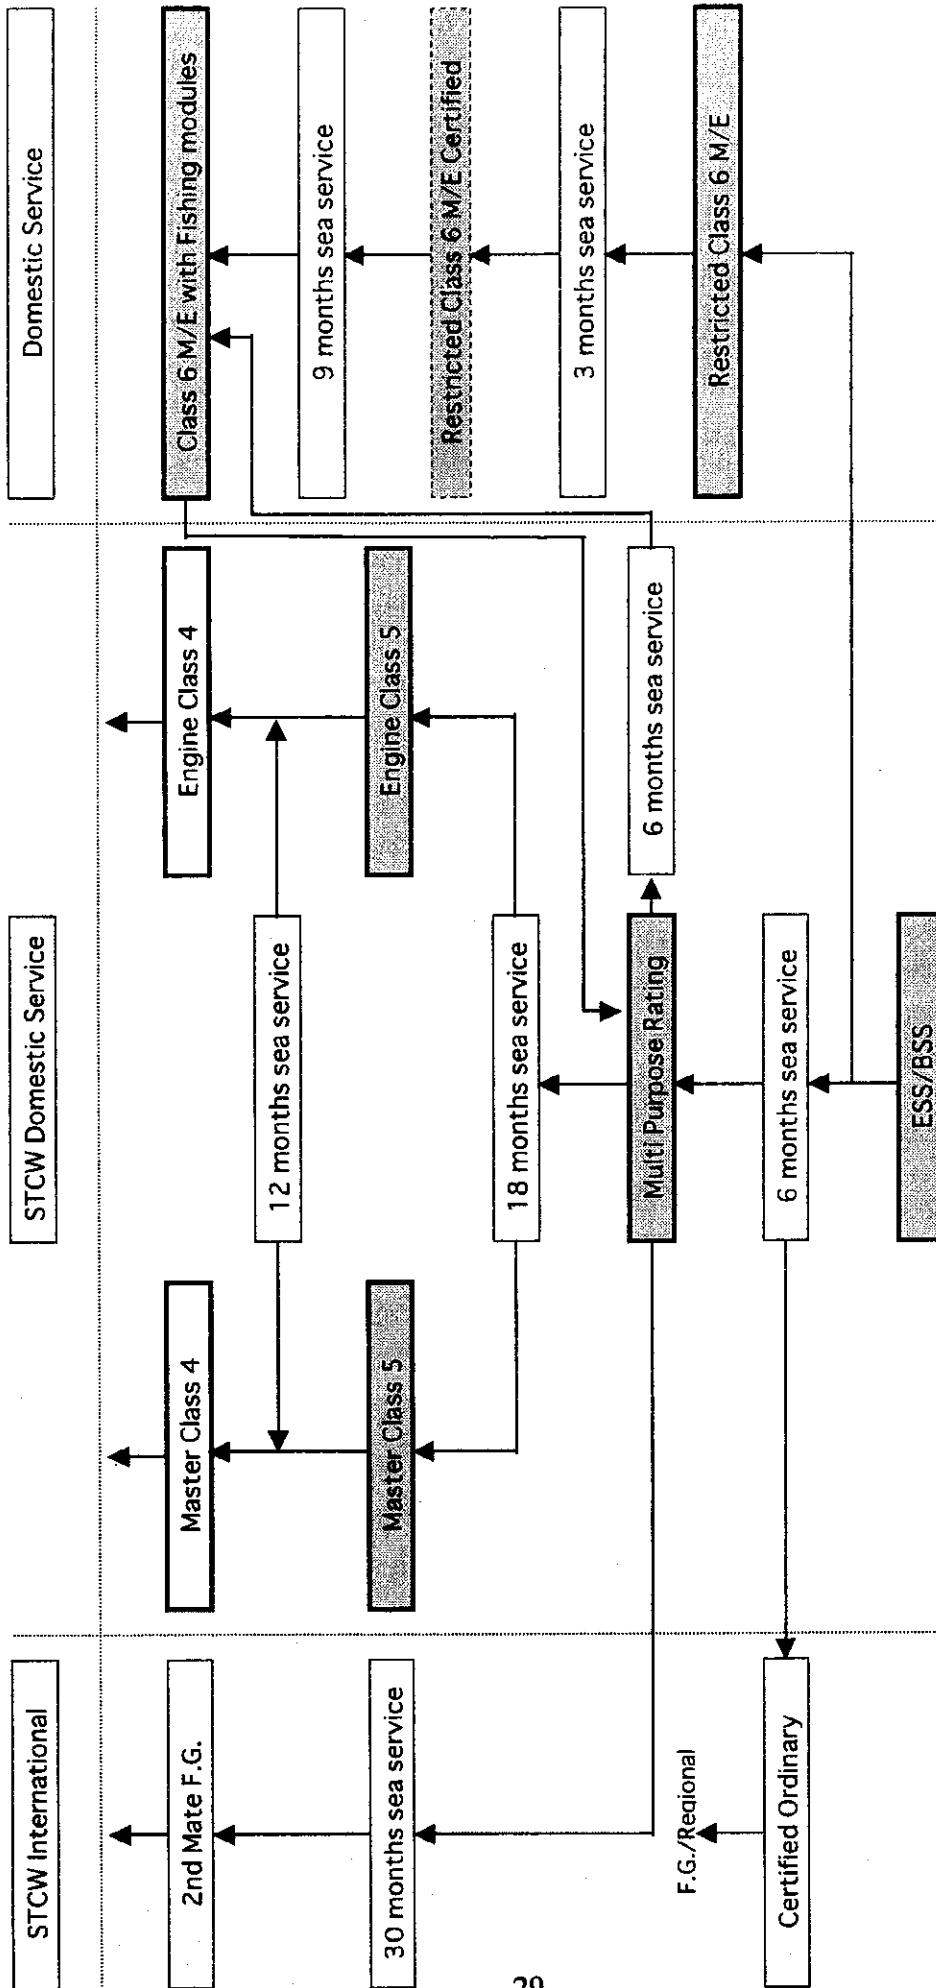 STCW International
STCW Domestic Service
Domestic Service
2nd Mate F.G.
Master Class 4
Engine Class 4
Class 6 M/E with Fishing modules
12 months sea service
9 months sea service
30 months sea service
Master Class 5
Engine Class 5
Restricted Class 6 M/E Certified
18 months sea service
3 months sea service
F.G./Regional
Multi Purpose Rating
6 months sea service
Restricted Class 6 M/E
Certified Ordinary
6 months sea service
ESS/BSS
29